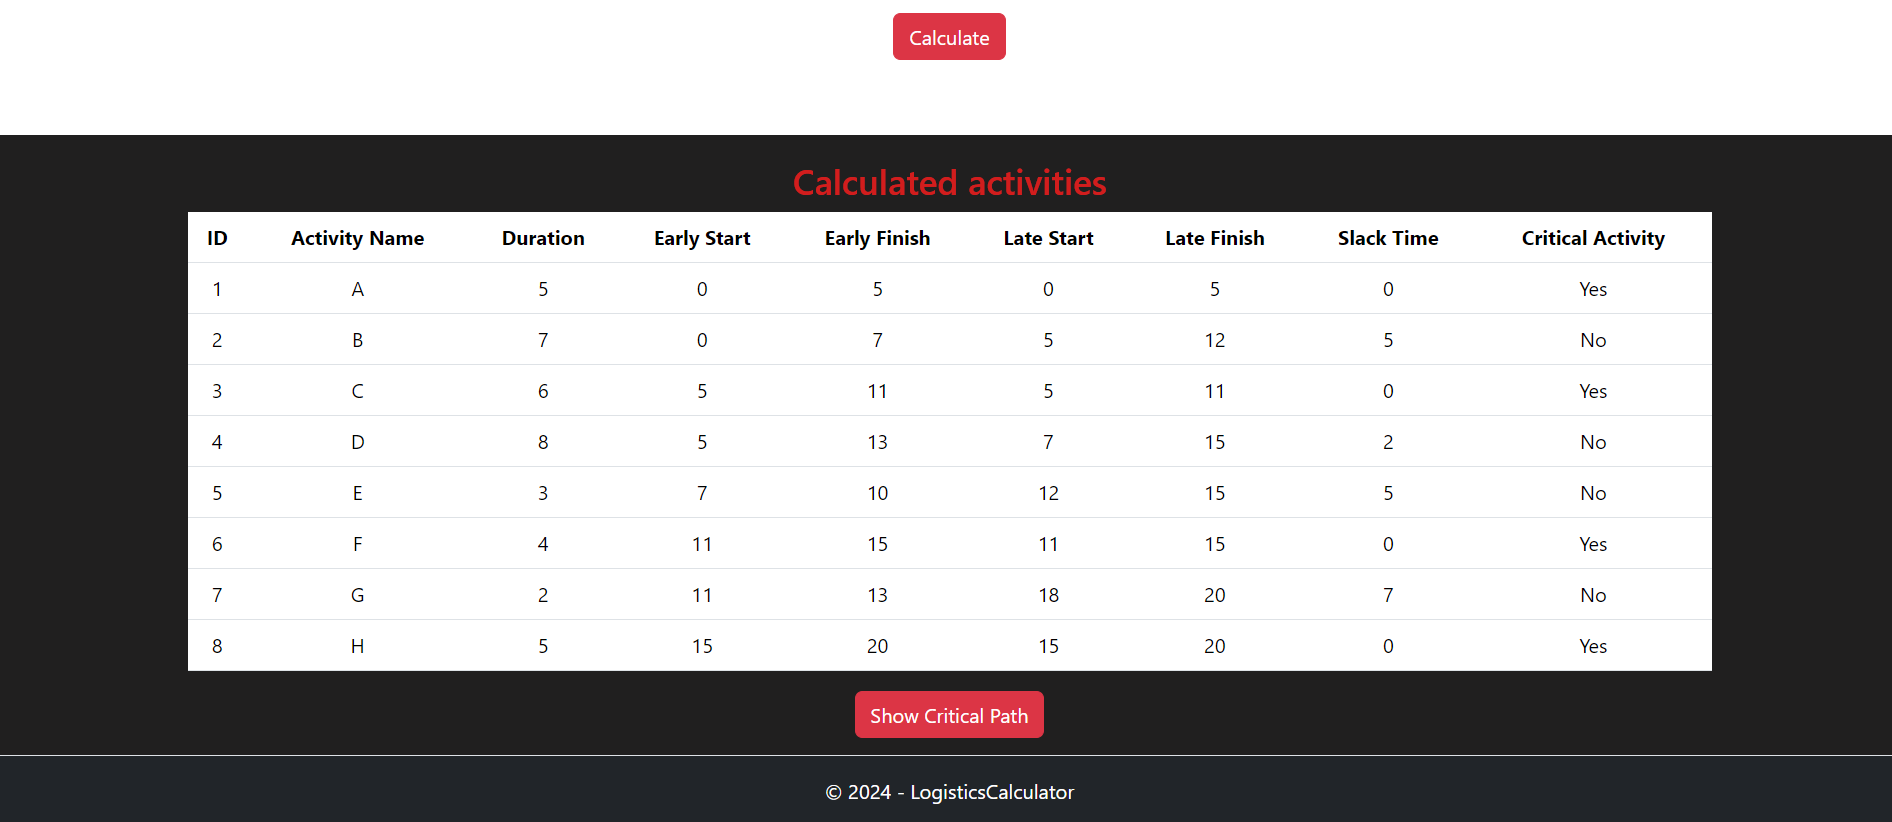 Calculate
Calculated activities
ID Activity Name Duration Early Start Early Finish Late Start Late Finish Slack Time Critical Activity
1 A 5 0 5 0 5 0 Yes
2 B 7 0 7 5 12 5 No
3 C 6 5 11 5 11 0 Yes
4 D 8 5 13 7 15 2 No
5 E 3 7 10 12 15 5 No
6 F 4 11 15 11 15 0 Yes
7 G 2 11 13 18 20 7 No
8 H 5 15 20 15 20 0 Yes
Show Critical Path
© 2024 - LogisticsCalculator